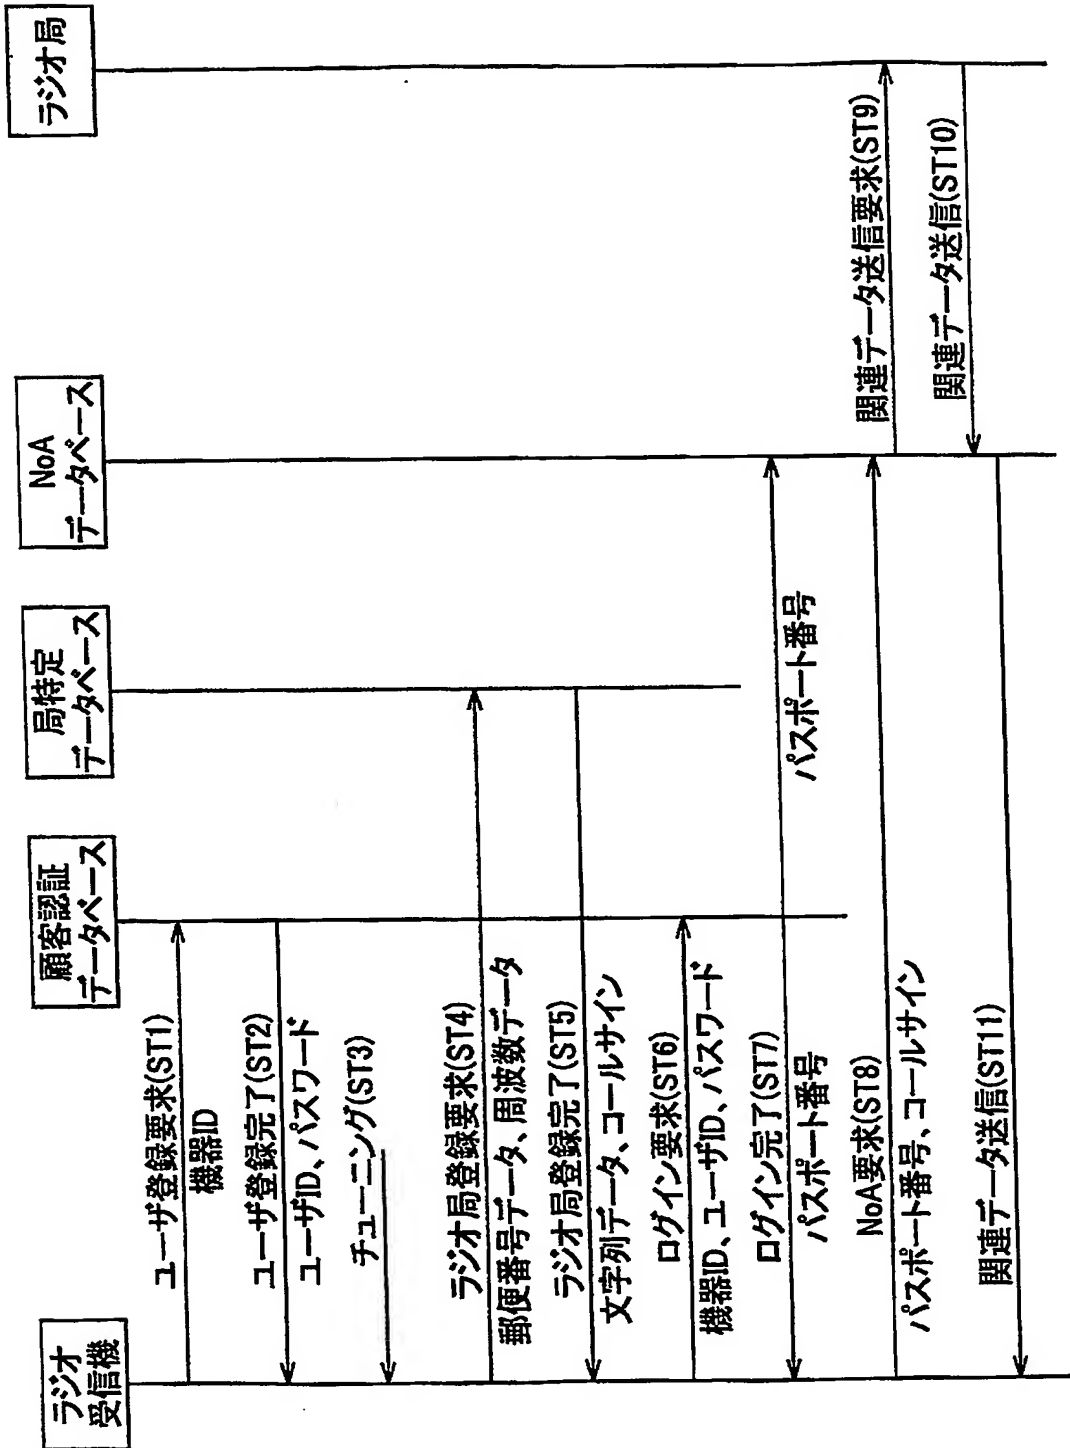 ラジオ
受信機
顧客認証
データベース
局特定
データベース
NoA
データベース
ラジオ局
ユーザ登録要求(ST1)
機器ID
ユーザ登録完了(ST2)
ユーザID、パスワード
チューニング(ST3)
ラジオ局登録要求(ST4)
郵便番号データ、周波数データ
ラジオ局登録完了(ST5)
文字列データ、コールサイン
ログイン要求(ST6)
機器ID、ユーザID、パスワード
ログイン完了(ST7)
パスポート番号
パスポート番号
NoA要求(ST8)
パスポート番号、コールサイン
関連データ送信要求(ST9)
関連データ送信(ST10)
関連データ送信(ST11)